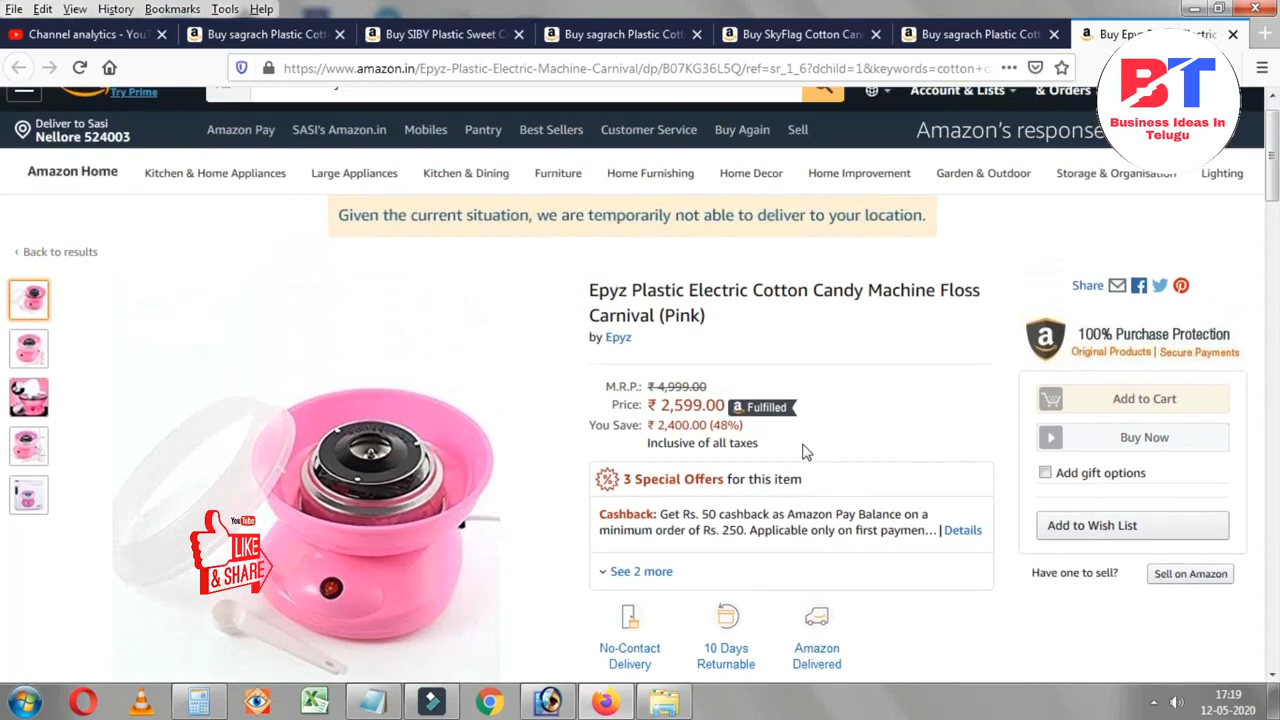 File Edit View History Bookmarks Tools Help
Channel analytics - YouT
Buy sagrach Plastic Cott
Buy SIBY Plastic Sweet C
Buy sagrach Plastic Cott
Buy SkyFlag Cotton Can
Buy sagrach Plastic Cott
https://www.amazon.in/Epyz-Plastic-Electric-Machine-Carnival/dp/B07KG36L5Q/ref=sr_1_6?dchild=1&keywords=cotton
Try Prime
All
Account & Lists
& Orders
BT
Business Ideas In
Telugu
Deliver to Sasi
Nellore 524003
Amazon Pay SASI's Amazon.in Mobiles Pantry Best Sellers Customer Service Buy Again Sell
Amazon's response
Amazon Home Kitchen & Home Appliances Large Appliances Kitchen & Dining Furniture Home Furnishing Home Decor Home Improvement Garden & Outdoor Storage & Organisation Lighting
Given the current situation, we are temporarily not able to deliver to your location.
‹ Back to results
Epyz Plastic Electric Cotton Candy Machine Floss
Carnival (Pink)
by Epyz
M.R.P.: ₹ 4,999.00
Price: ₹ 2,599.00 a Fulfilled
You Save: ₹ 2,400.00 (48%)
Inclusive of all taxes
3 Special Offers for this item
Cashback: Get Rs. 50 cashback as Amazon Pay Balance on a
minimum order of Rs. 250. Applicable only on first paymen... | Details
See 2 more
No-Contact
Delivery
10 Days
Returnable
Amazon
Delivered
Share
100% Purchase Protection
Original Products | Secure Payments
Add to Cart
Buy Now
Add gift options
Add to Wish List
Have one to sell? Sell on Amazon
You Tube
LIKE
& SHARE
17:19
12-05-2020